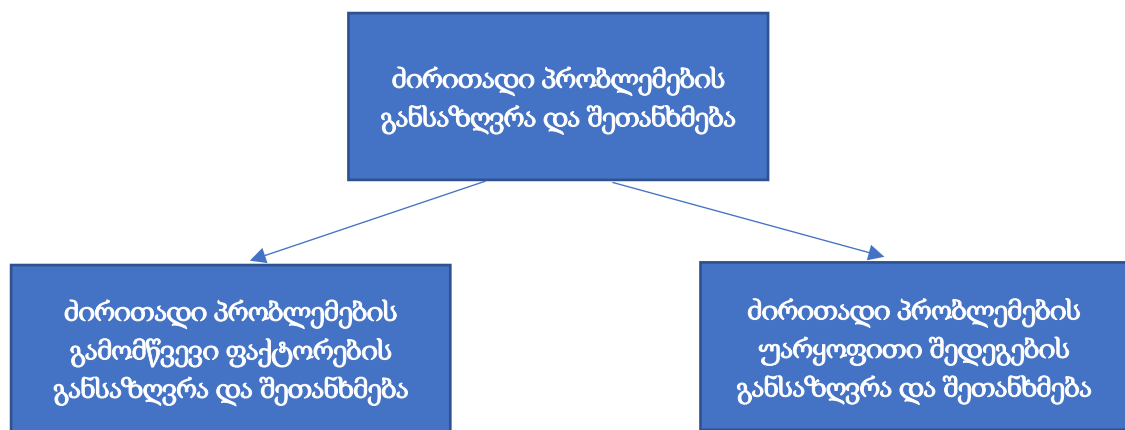 ძირითადი პრობლემების
განსაზღვრა და შეთანხმება
ძირითადი პრობლემების
გამომწვევი ფაქტორების
განსაზღვრა და შეთანხმება
ძირითადი პრობლემების
უარყოფითი შედეგების
განსაზღვრა და შეთანხმება